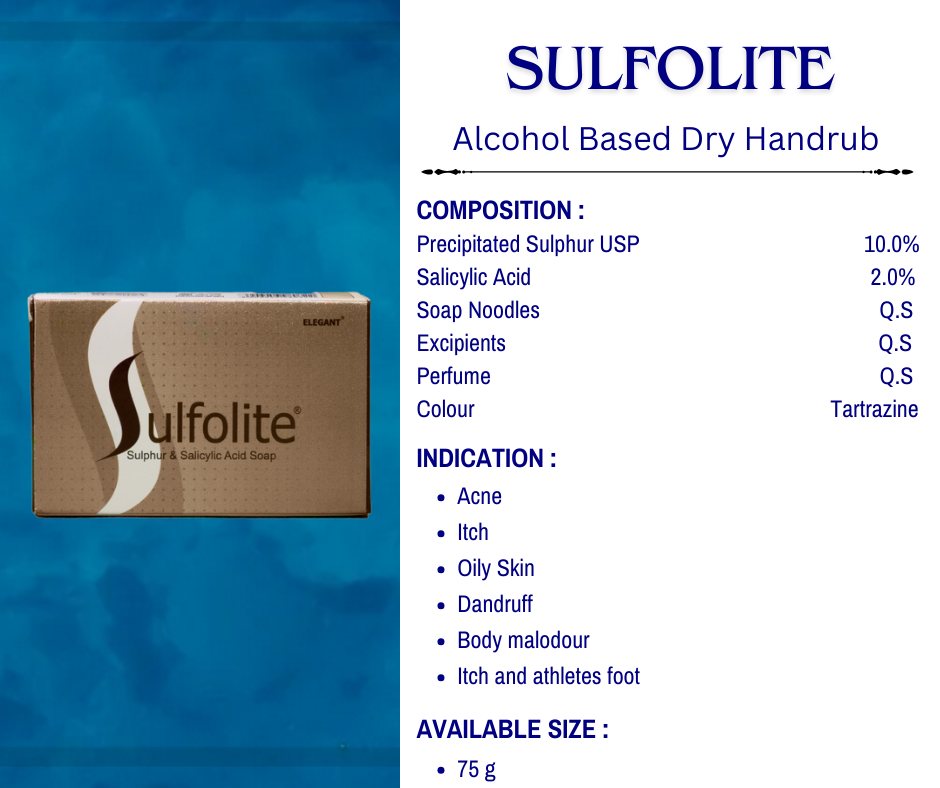 SULFOLITE
Alcohol Based Dry Handrub
COMPOSITION :
Precipitated Sulphur USP 10.0%
Salicylic Acid 2.0%
Soap Noodles Q.S
Excipients Q.S
Perfume Q.S
Colour Tartrazine
INDICATION :
• Acne
• Itch
• Oily Skin
• Dandruff
• Body malodour
• Itch and athletes foot
AVAILABLE SIZE :
• 75 g
ELEGANT®
Sulfolite®
Sulphur & Salicylic Acid Soap